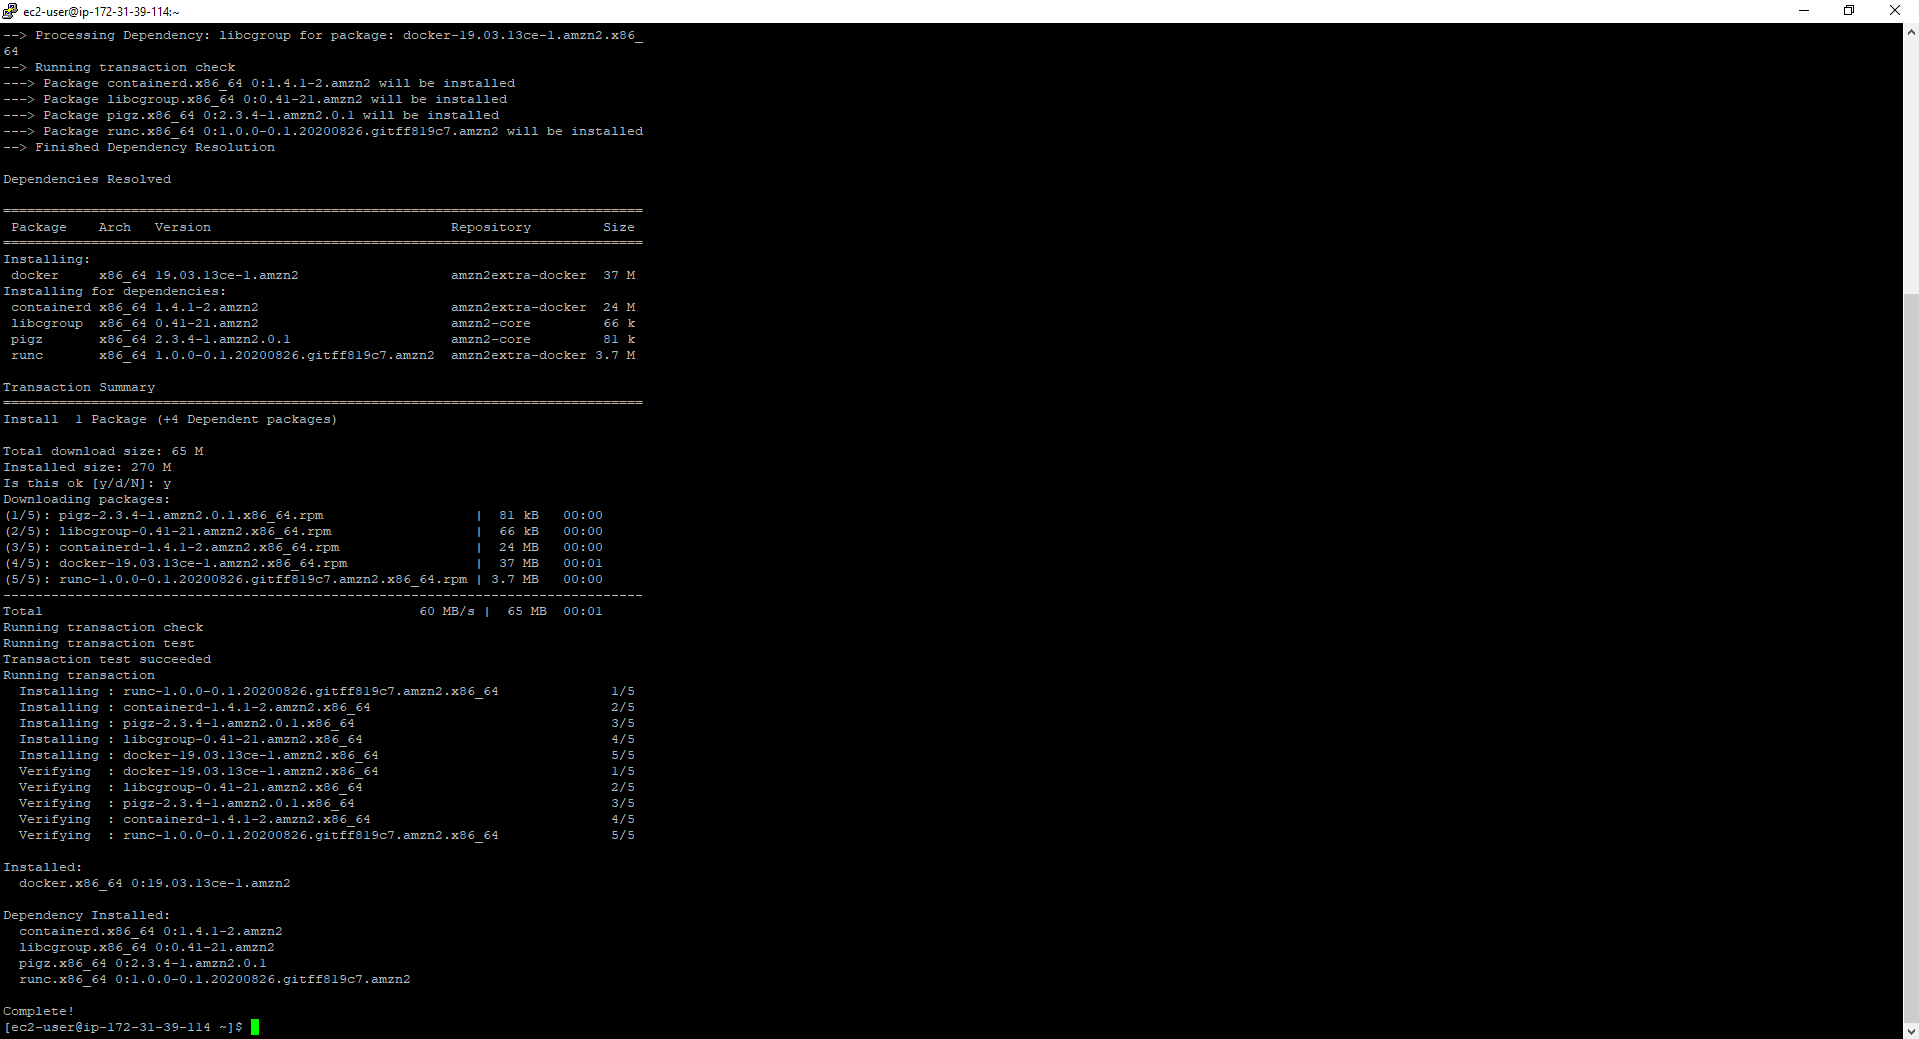 ec2-user@ip-172-31-39-114:~
--> Processing Dependency: libcgroup for package: docker-19.03.13ce-1.amzn2.x86_
64
--> Running transaction check
---> Package containerd.x86_64 0:1.4.1-2.amzn2 will be installed
---> Package libcgroup.x86_64 0:0.41-21.amzn2 will be installed
---> Package pigz.x86_64 0:2.3.4-1.amzn2.0.1 will be installed
---> Package runc.x86_64 0:1.0.0-0.1.20200826.gitff819c7.amzn2 will be installed
--> Finished Dependency Resolution

Dependencies Resolved

================================================================================
 Package    Arch   Version                              Repository         Size
================================================================================
Installing:
 docker     x86_64 19.03.13ce-1.amzn2                   amzn2extra-docker  37 M
Installing for dependencies:
 containerd x86_64 1.4.1-2.amzn2                        amzn2extra-docker  24 M
 libcgroup  x86_64 0.41-21.amzn2                        amzn2-core         66 k
 pigz       x86_64 2.3.4-1.amzn2.0.1                    amzn2-core         81 k
 runc       x86_64 1.0.0-0.1.20200826.gitff819c7.amzn2  amzn2extra-docker 3.7 M

Transaction Summary
================================================================================
Install  1 Package (+4 Dependent packages)

Total download size: 65 M
Installed size: 270 M
Is this ok [y/d/N]: y
Downloading packages:
(1/5): pigz-2.3.4-1.amzn2.0.1.x86_64.rpm                   |  81 kB   00:00
(2/5): libcgroup-0.41-21.amzn2.x86_64.rpm                  |  66 kB   00:00
(3/5): containerd-1.4.1-2.amzn2.x86_64.rpm                 |  24 MB   00:00
(4/5): docker-19.03.13ce-1.amzn2.x86_64.rpm                |  37 MB   00:01
(5/5): runc-1.0.0-0.1.20200826.gitff819c7.amzn2.x86_64.rpm | 3.7 MB   00:00
--------------------------------------------------------------------------------
Total                                               60 MB/s |  65 MB  00:01
Running transaction check
Running transaction test
Transaction test succeeded
Running transaction
  Installing : runc-1.0.0-0.1.20200826.gitff819c7.amzn2.x86_64              1/5
  Installing : containerd-1.4.1-2.amzn2.x86_64                              2/5
  Installing : pigz-2.3.4-1.amzn2.0.1.x86_64                                3/5
  Installing : libcgroup-0.41-21.amzn2.x86_64                               4/5
  Installing : docker-19.03.13ce-1.amzn2.x86_64                             5/5
  Verifying  : docker-19.03.13ce-1.amzn2.x86_64                             1/5
  Verifying  : libcgroup-0.41-21.amzn2.x86_64                               2/5
  Verifying  : pigz-2.3.4-1.amzn2.0.1.x86_64                                3/5
  Verifying  : containerd-1.4.1-2.amzn2.x86_64                              4/5
  Verifying  : runc-1.0.0-0.1.20200826.gitff819c7.amzn2.x86_64              5/5

Installed:
  docker.x86_64 0:19.03.13ce-1.amzn2

Dependency Installed:
  containerd.x86_64 0:1.4.1-2.amzn2
  libcgroup.x86_64 0:0.41-21.amzn2
  pigz.x86_64 0:2.3.4-1.amzn2.0.1
  runc.x86_64 0:1.0.0-0.1.20200826.gitff819c7.amzn2

Complete!
[ec2-user@ip-172-31-39-114 ~]$